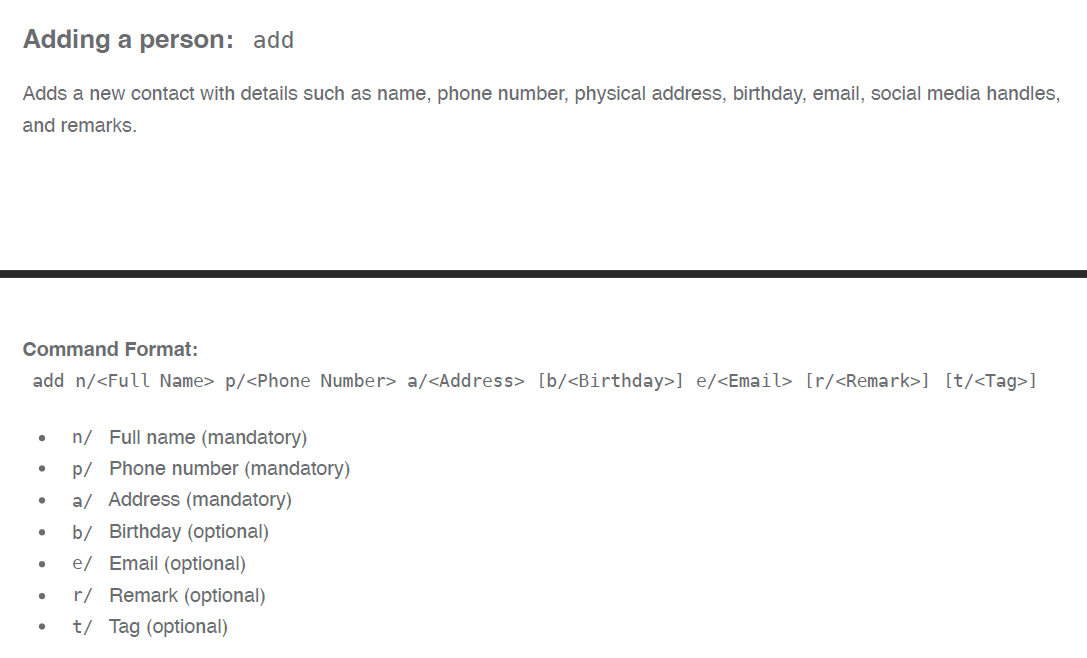 Adding a person: add
Adds a new contact with details such as name, phone number, physical address, birthday, email, social media handles,
and remarks.
Command Format:
add n/<Full Name> p/<Phone Number> a/<Address> [b/<Birthday>] e/<Email> [r/<Remark>] [t/<Tag>]
• n/ Full name (mandatory)
• p/ Phone number (mandatory)
• a/ Address (mandatory)
• b/ Birthday (optional)
• e/ Email (optional)
• r/ Remark (optional)
• t/ Tag (optional)